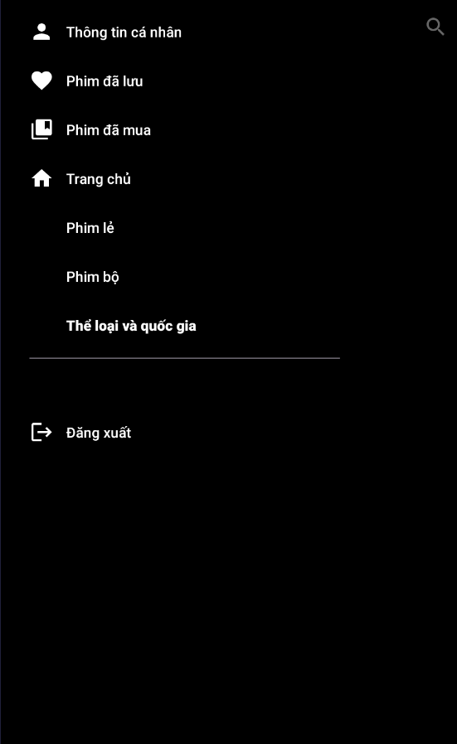 Thông tin cá nhân
Phim đã lưu
Phim đã mua
Trang chủ
Phim lẻ
Phim bộ
Thể loại và quốc gia
Đăng xuất